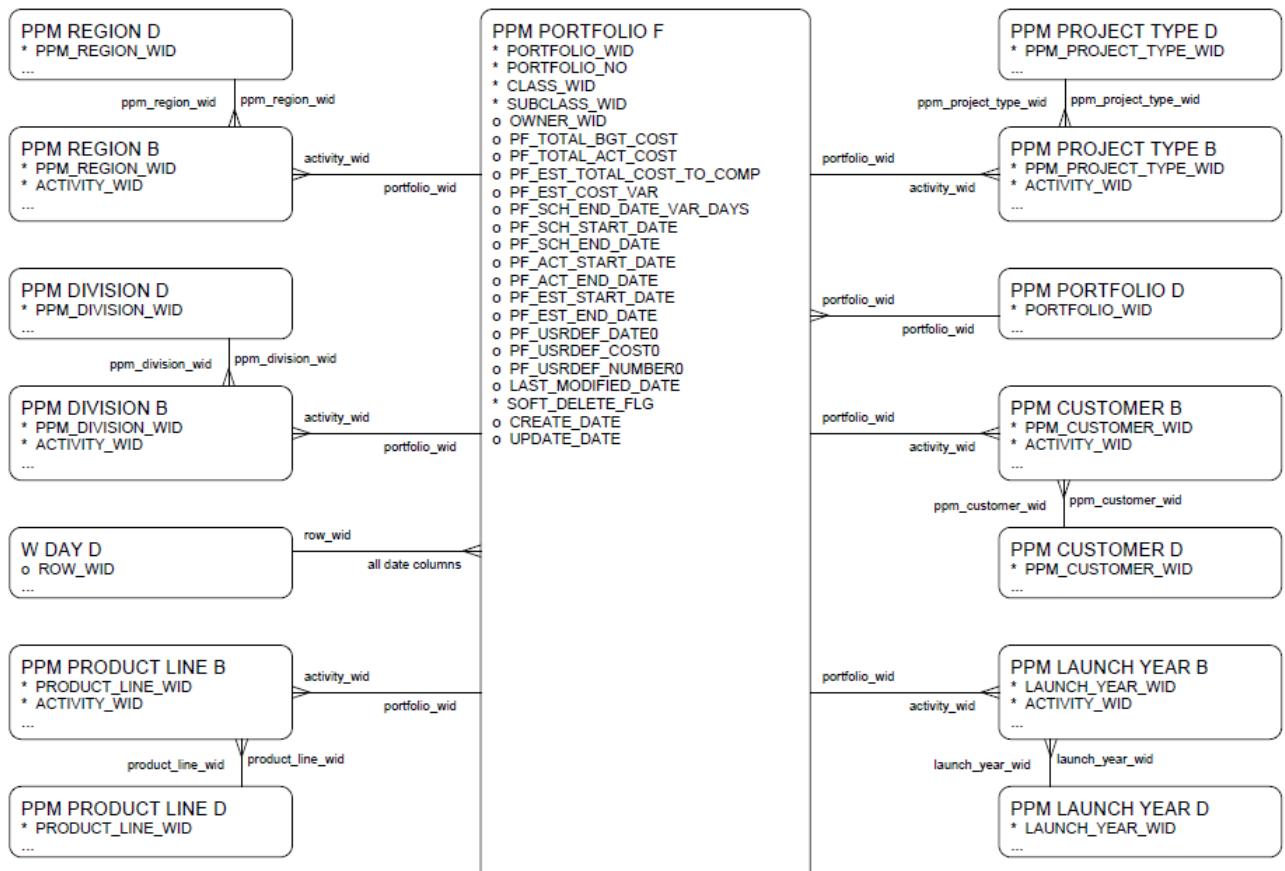 PPM REGION D
* PPM_REGION_WID
...
ppm_region_wid
ppm_region_wid
PPM REGION B
* PPM_REGION_WID
* ACTIVITY_WID
...
activity_wid
portfolio_wid
PPM DIVISION D
* PPM_DIVISION_WID
...
ppm_division_wid
ppm_division_wid
PPM DIVISION B
* PPM_DIVISION_WID
* ACTIVITY_WID
...
activity_wid
portfolio_wid
W DAY D
o ROW_WID
...
row_wid
all date columns
PPM PRODUCT LINE B
* PRODUCT_LINE_WID
* ACTIVITY_WID
...
activity_wid
portfolio_wid
product_line_wid
product_line_wid
PPM PRODUCT LINE D
* PRODUCT_LINE_WID
...
PPM PORTFOLIO F
* PORTFOLIO_WID
* PORTFOLIO_NO
* CLASS_WID
* SUBCLASS_WID
o OWNER_WID
o PF_TOTAL_BGT_COST
o PF_TOTAL_ACT_COST
o PF_EST_TOTAL_COST_TO_COMP
o PF_EST_COST_VAR
o PF_SCH_END_DATE_VAR_DAYS
o PF_SCH_START_DATE
o PF_SCH_END_DATE
o PF_ACT_START_DATE
o PF_ACT_END_DATE
o PF_EST_START_DATE
o PF_EST_END_DATE
o PF_USRDEF_DATE0
o PF_USRDEF_COST0
o PF_USRDEF_NUMBER0
o LAST_MODIFIED_DATE
* SOFT_DELETE_FLG
o CREATE_DATE
o UPDATE_DATE
PPM PROJECT TYPE D
* PPM_PROJECT_TYPE_WID
...
ppm_project_type_wid
ppm_project_type_wid
PPM PROJECT TYPE B
* PPM_PROJECT_TYPE_WID
* ACTIVITY_WID
...
portfolio_wid
activity_wid
PPM PORTFOLIO D
* PORTFOLIO_WID
...
portfolio_wid
portfolio_wid
PPM CUSTOMER B
* PPM_CUSTOMER_WID
* ACTIVITY_WID
...
portfolio_wid
activity_wid
ppm_customer_wid
ppm_customer_wid
PPM CUSTOMER D
* PPM_CUSTOMER_WID
...
PPM LAUNCH YEAR B
* LAUNCH_YEAR_WID
* ACTIVITY_WID
...
portfolio_wid
activity_wid
launch_year_wid
launch_year_wid
PPM LAUNCH YEAR D
* LAUNCH_YEAR_WID
...